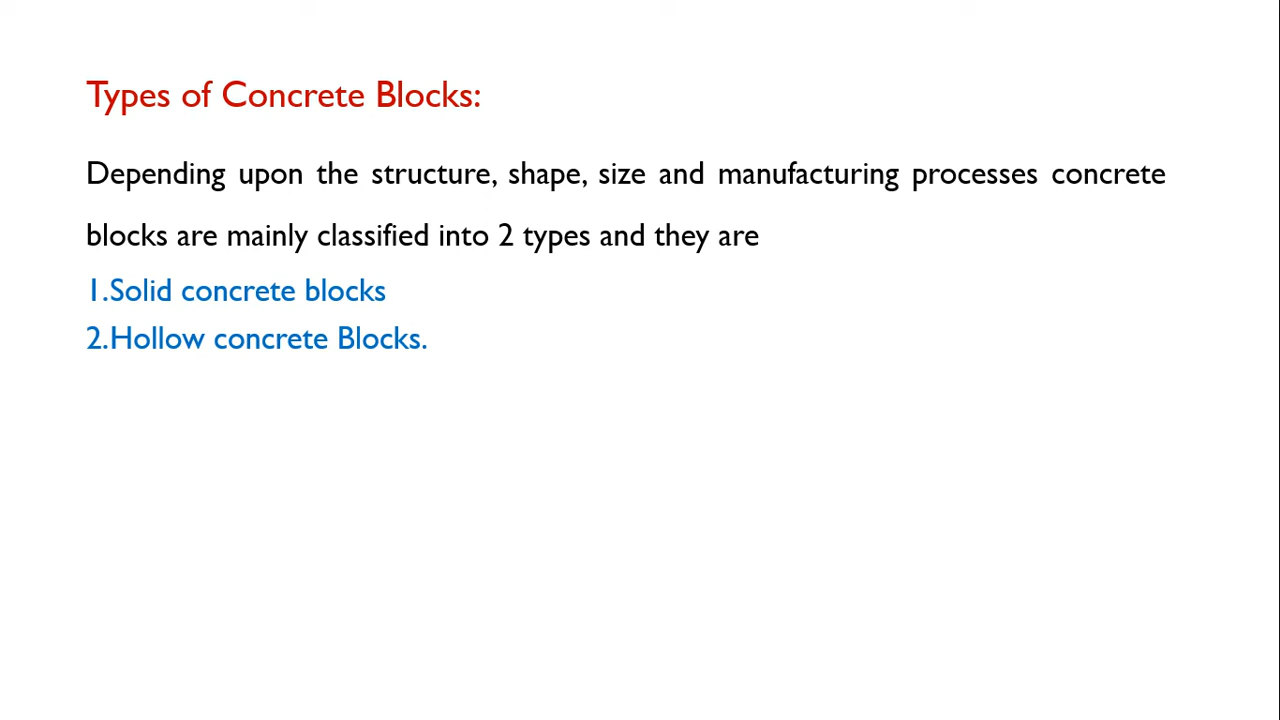 Types of Concrete Blocks:
Depending upon the structure, shape, size and manufacturing processes concrete
blocks are mainly classified into 2 types and they are
1.Solid concrete blocks
2.Hollow concrete Blocks.